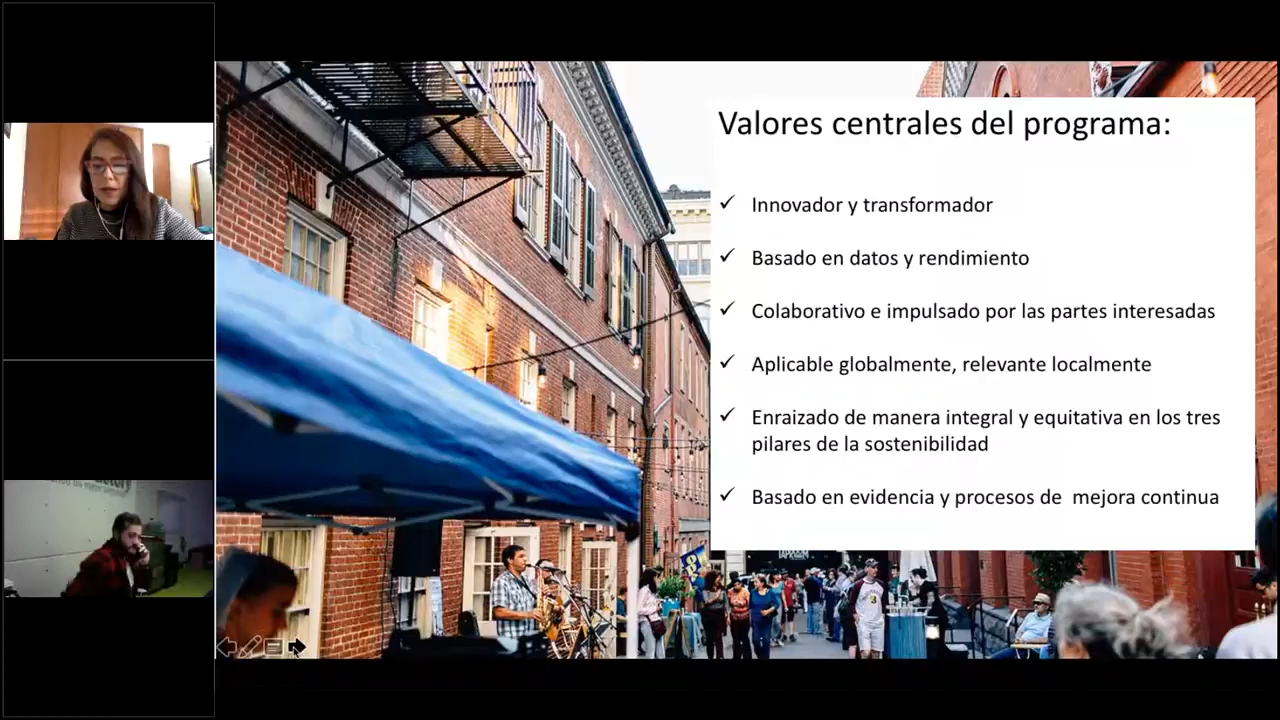 Valores centrales del programa:
✓ Innovador y transformador
✓ Basado en datos y rendimiento
✓ Colaborativo e impulsado por las partes interesadas
✓ Aplicable globalmente, relevante localmente
✓ Enraizado de manera integral y equitativa en los tres
pilares de la sostenibilidad
✓ Basado en evidencia y procesos de mejora continua